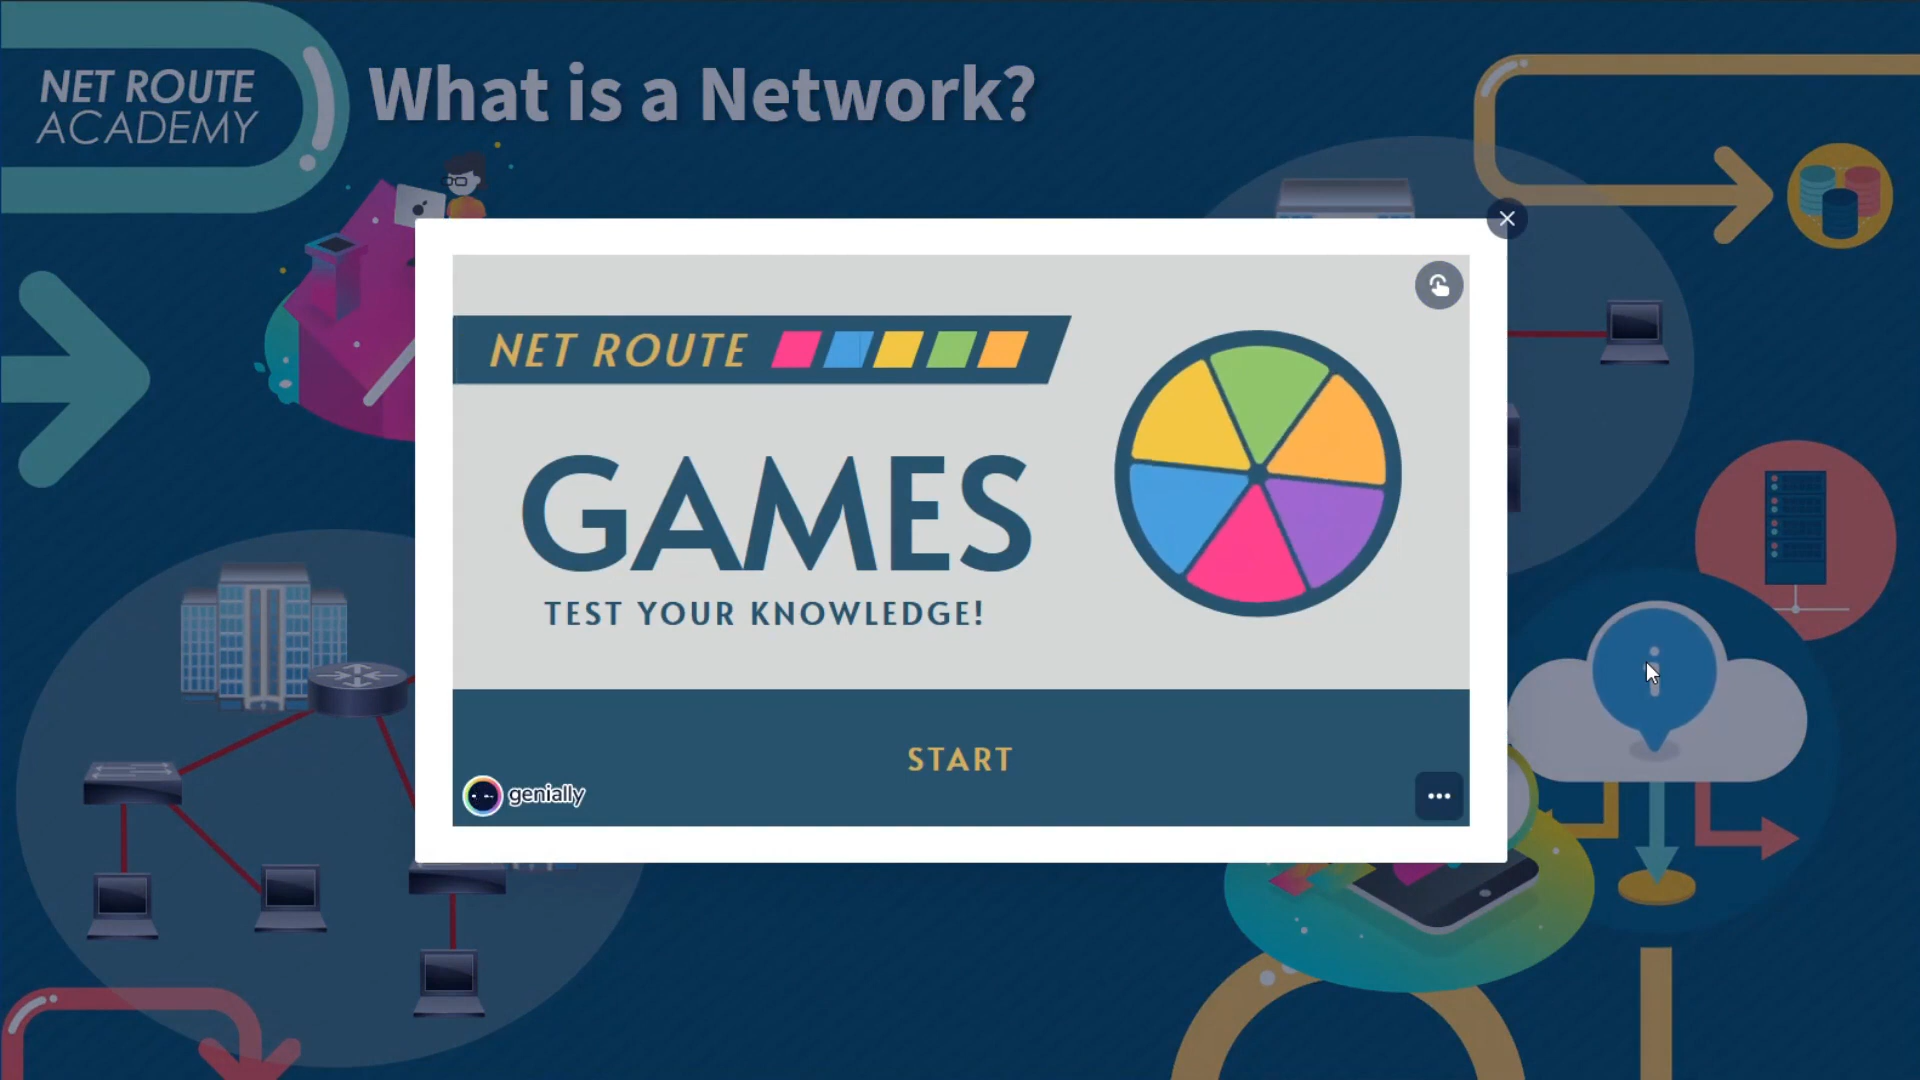 NET ROUTE
ACADEMY
What is a Network?
NET ROUTE
GAMES
TEST YOUR KNOWLEDGE!
START
genially